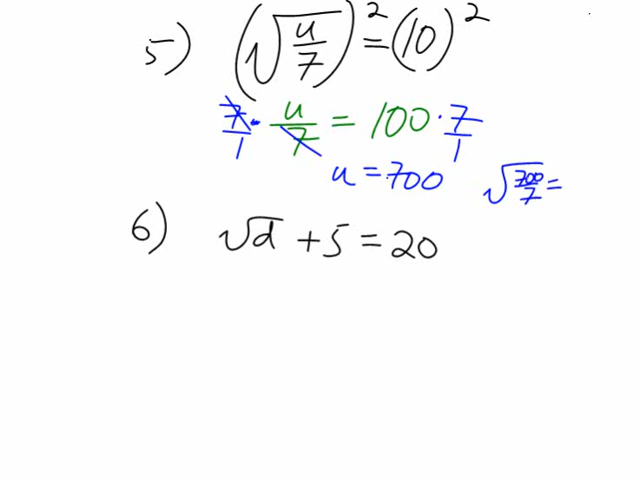 5) (√(u/7))² = (10)²
7/1 · u/7 = 100 · 7/1
u = 700 √(700/7) =
6) √d + 5 = 20